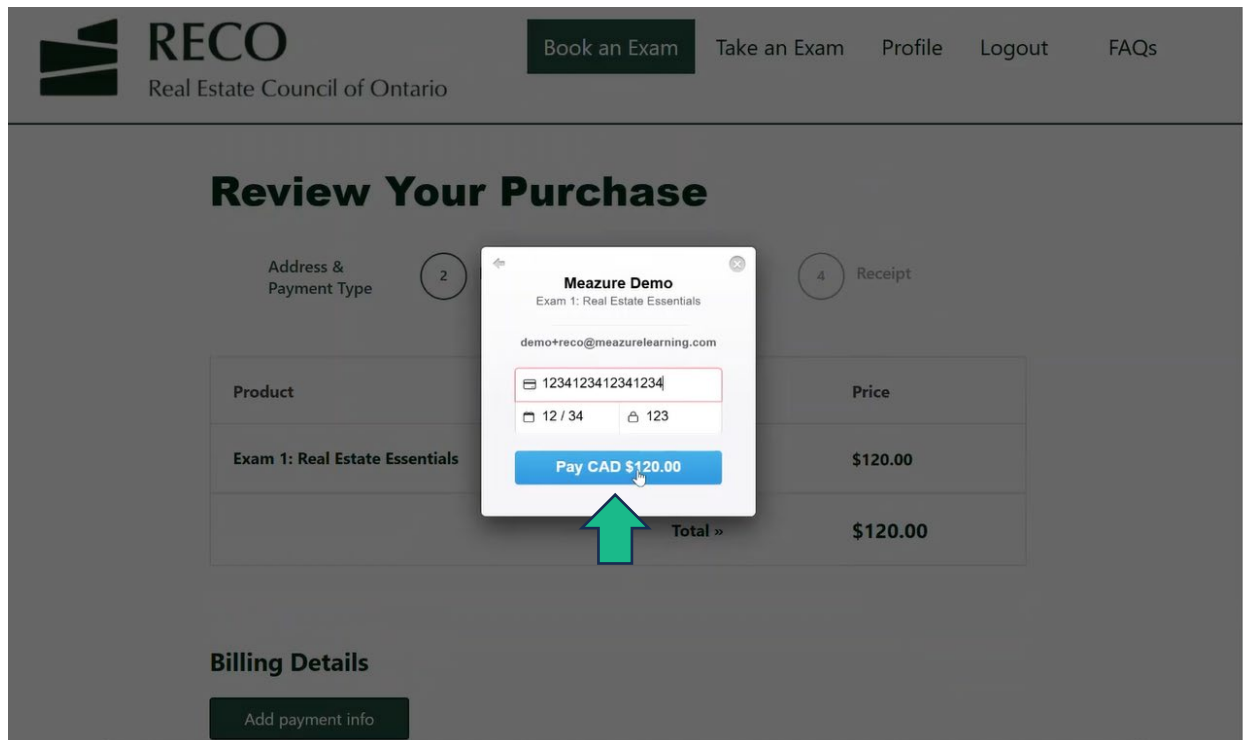 RECO
Real Estate Council of Ontario
Book an Exam
Take an Exam
Profile
Logout
FAQs
Review Your Purchase
Address &
Payment Type
2
4
Receipt
Meazure Demo
Exam 1: Real Estate Essentials
demo+reco@meazurelearning.com
1234123412341234
12 / 34
123
Pay CAD $120.00
Product
Price
Exam 1: Real Estate Essentials
$120.00
Total »
$120.00
Billing Details
Add payment info